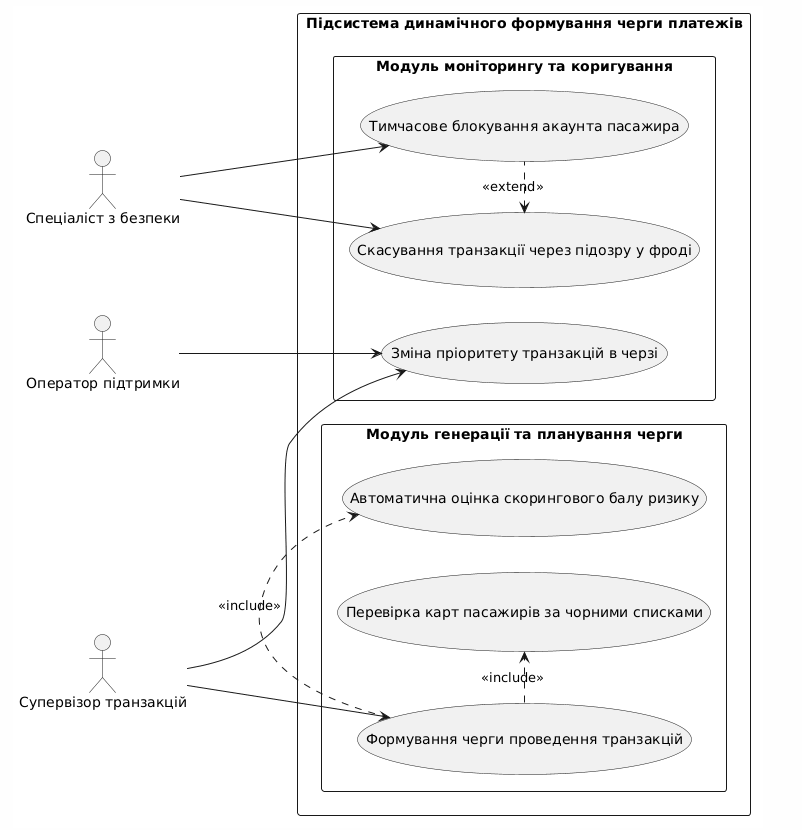 Підсистема динамічного формування черги платежів
Модуль моніторингу та коригування
Тимчасове блокування акаунта пасажира
«extend»
Спеціаліст з безпеки
Скасування транзакції через підозру у фроді
Зміна пріоритету транзакцій в черзі
Оператор підтримки
Модуль генерації та планування черги
Автоматична оцінка скорингового балу ризику
«include»
Перевірка карт пасажирів за чорними списками
«include»
Супервізор транзакцій
Формування черги проведення транзакцій